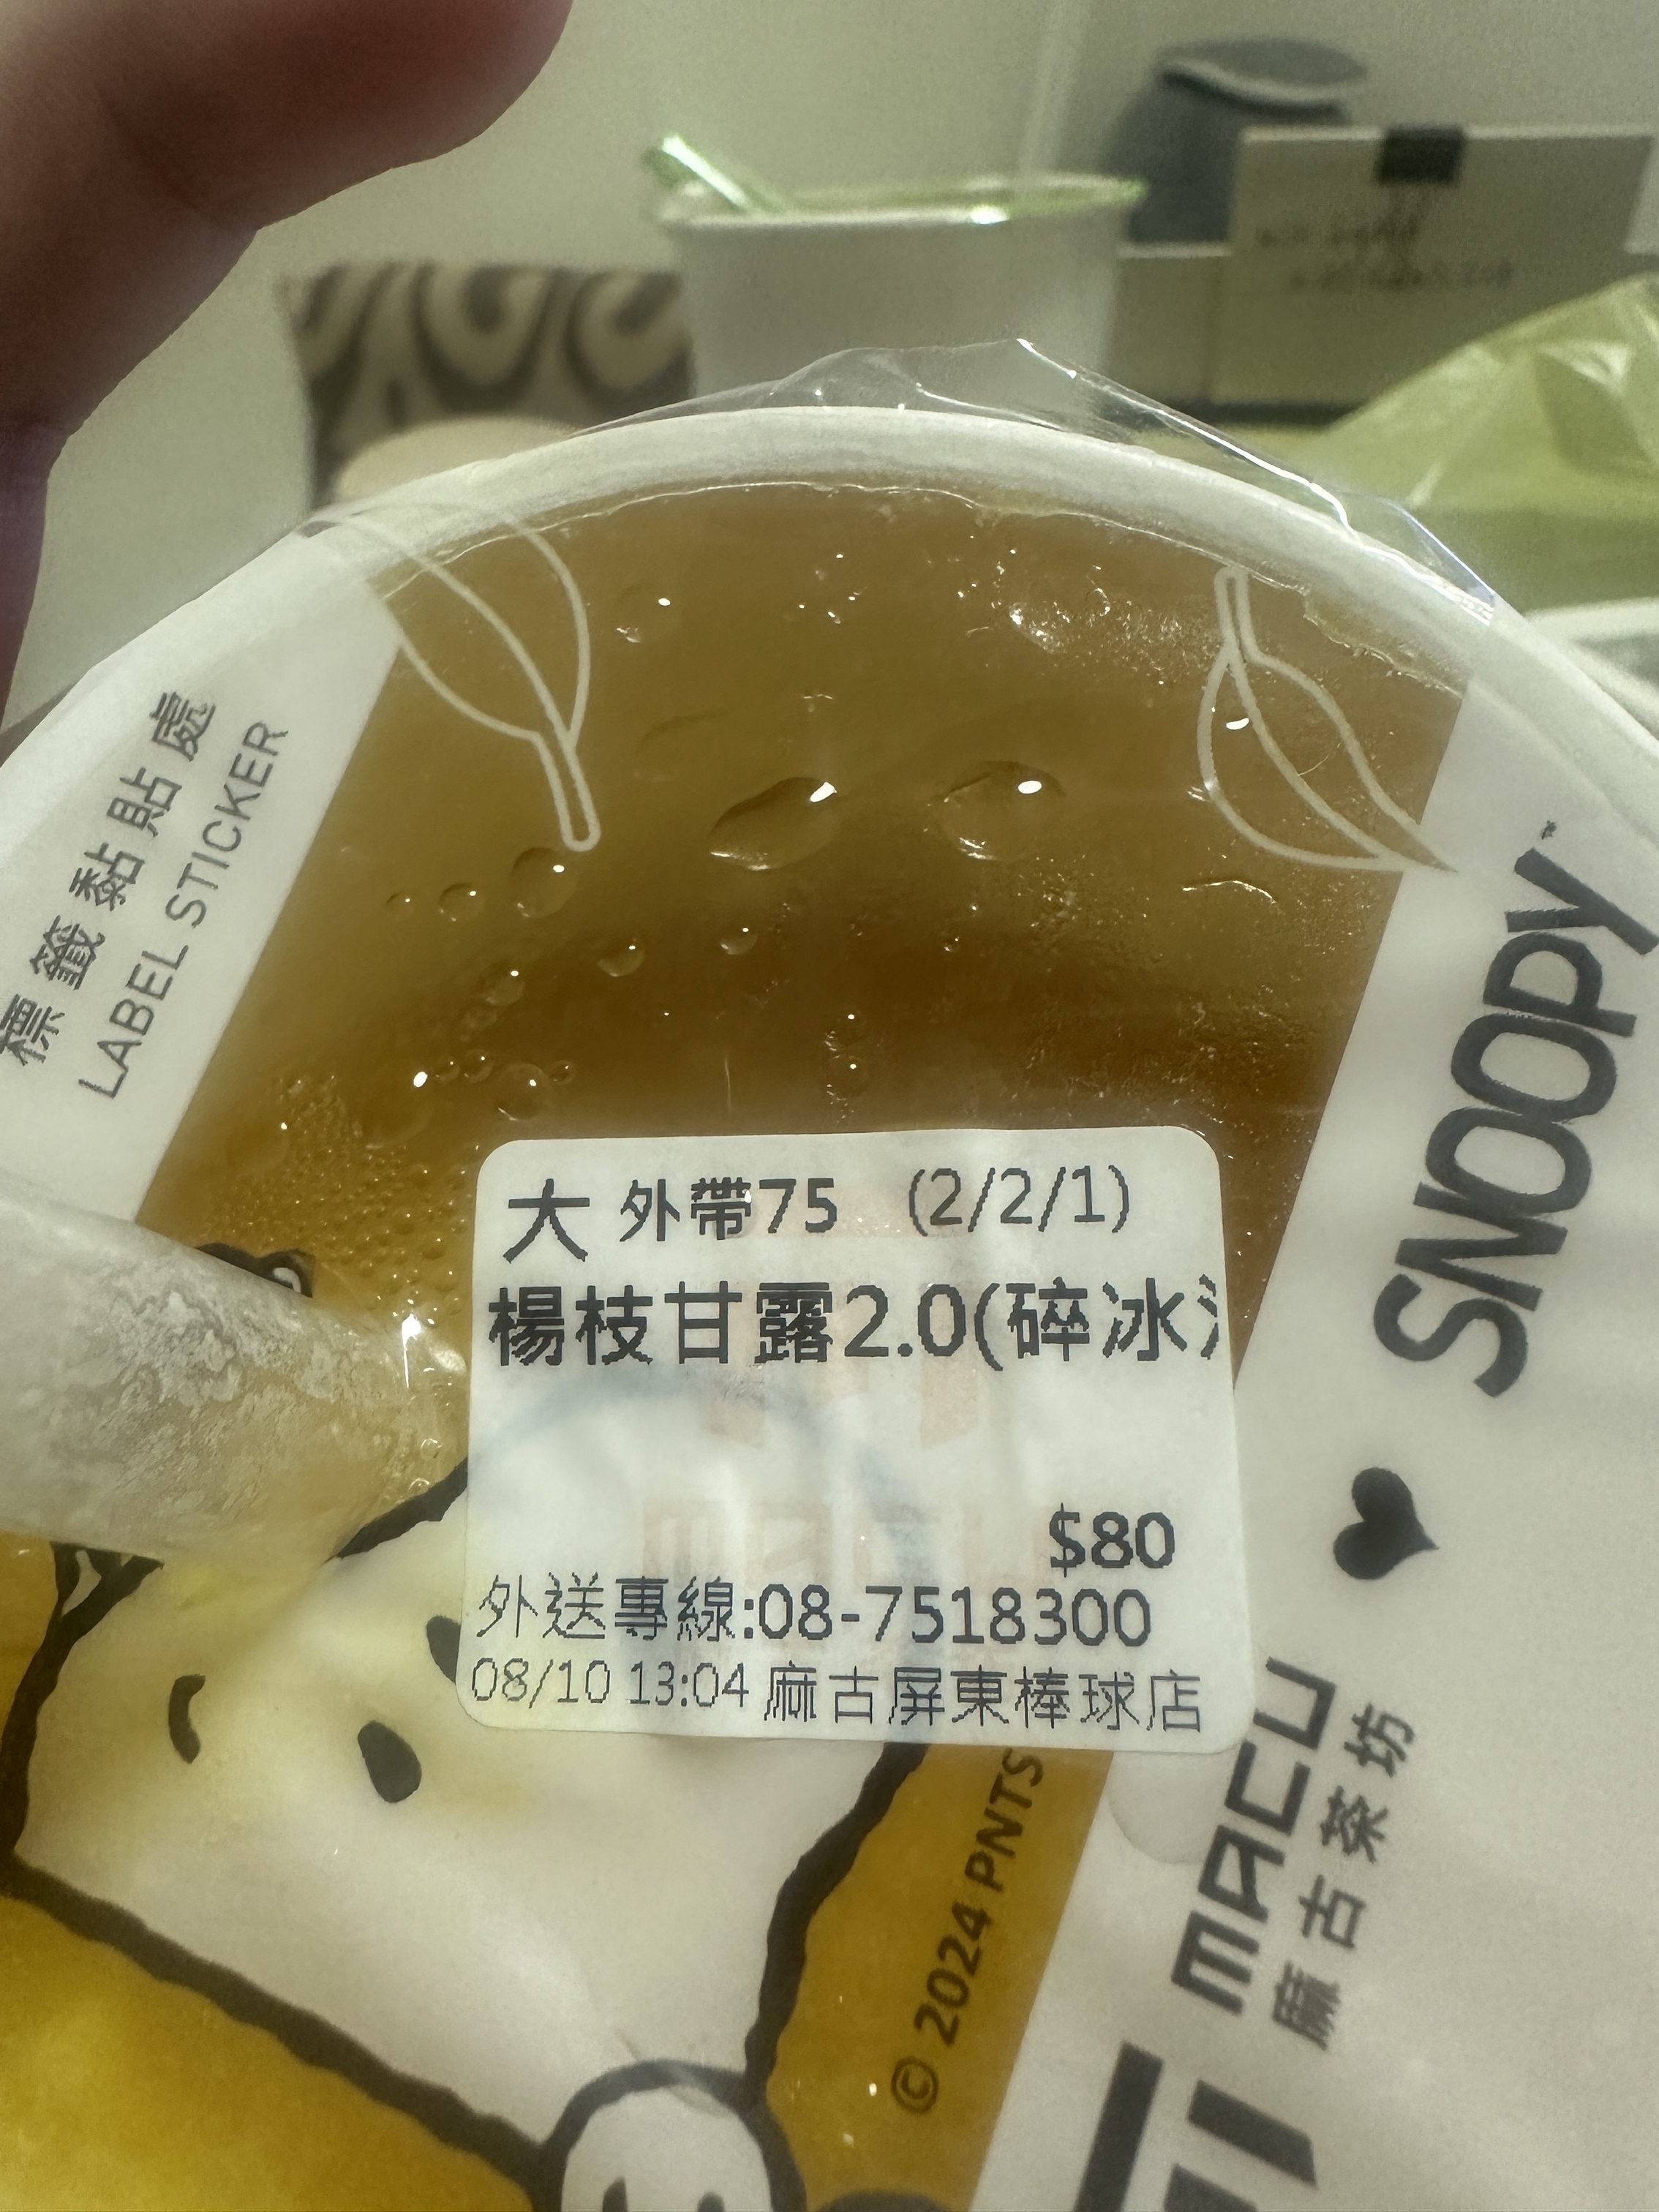 標籤黏貼處
LABEL STICKER
大 外帶75 (2/2/1)
楊枝甘露2.0(碎冰
$80
外送專線:08-7518300
08/10 13:04 麻古屏東棒球店
SNOOPY
MACU
麻古茶坊
© 2024 PNTS